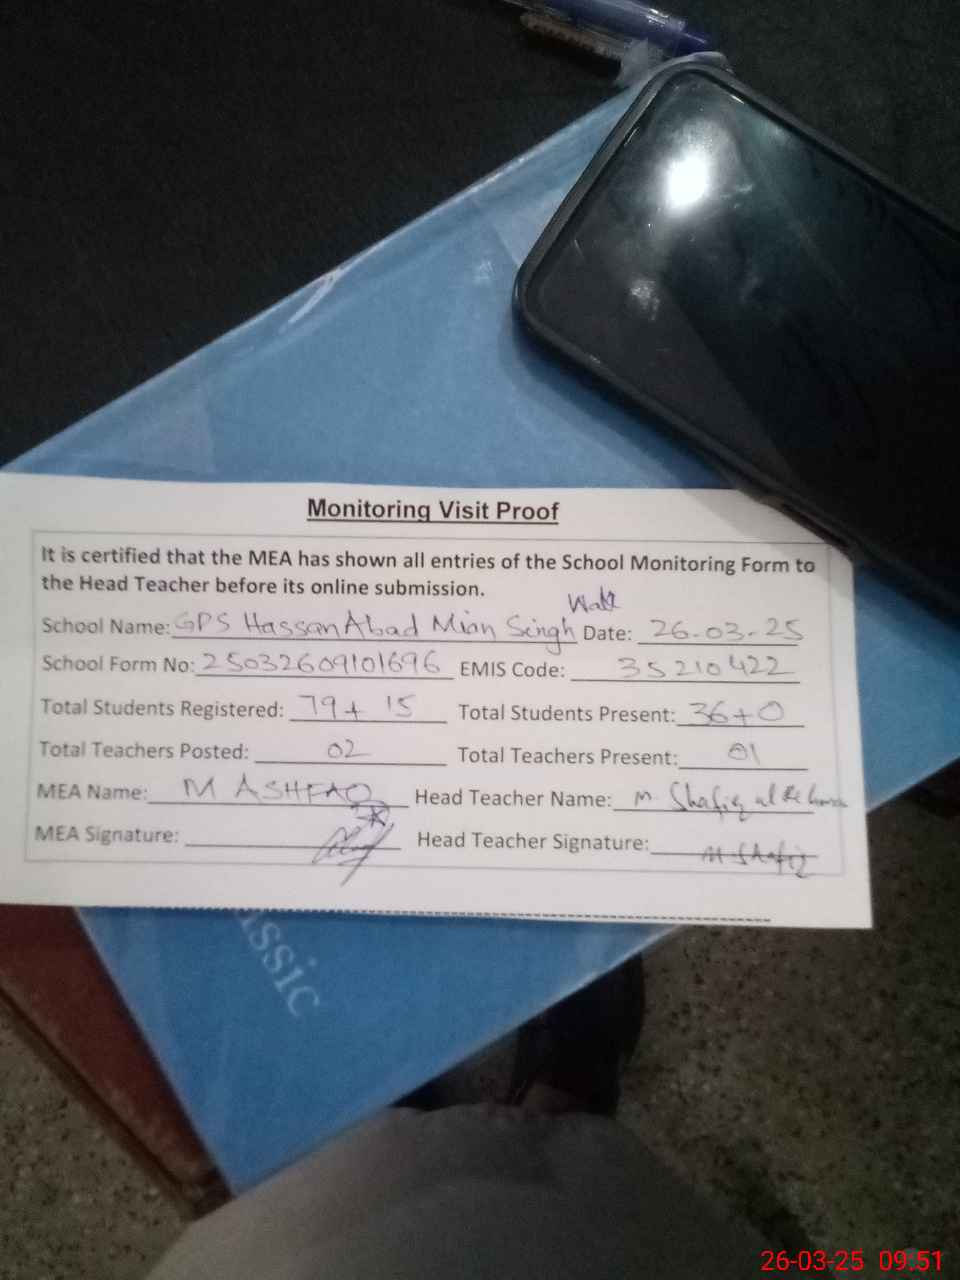 Monitoring Visit Proof
It is certified that the MEA has shown all entries of the School Monitoring Form to
the Head Teacher before its online submission.
School Name: GPS Hassan Abad Mian Singh Wala Date: 26-03-25
School Form No: 25032609101696 EMIS Code: 35210422
Total Students Registered: 79+ 15 Total Students Present: 36+0
Total Teachers Posted: 02 Total Teachers Present: 01
MEA Name: M ASHFAQ Head Teacher Name: M. Shafiq ul
MEA Signature: Head Teacher Signature: M Shafiq
assic
26-03-25 09:51